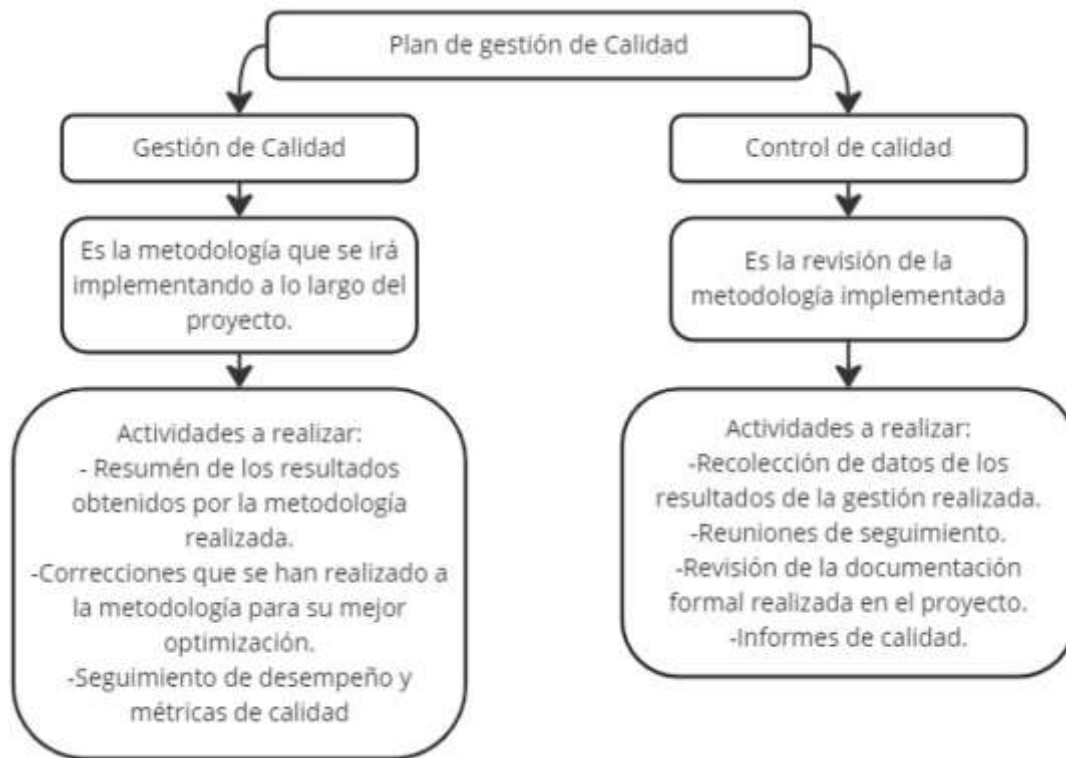 Plan de gestión de Calidad
Gestión de Calidad
Es la metodología que se irá
implementando a lo largo del
proyecto.
Actividades a realizar:
- Resumén de los resultados
obtenidos por la metodología
realizada.
-Correcciones que se han realizado a
la metodología para su mejor
optimización.
-Seguimiento de desempeño y
métricas de calidad
Control de calidad
Es la revisión de la
metodología implementada
Actividades a realizar:
-Recolección de datos de los
resultados de la gestión realizada.
-Reuniones de seguimiento.
-Revisión de la documentación
formal realizada en el proyecto.
-Informes de calidad.